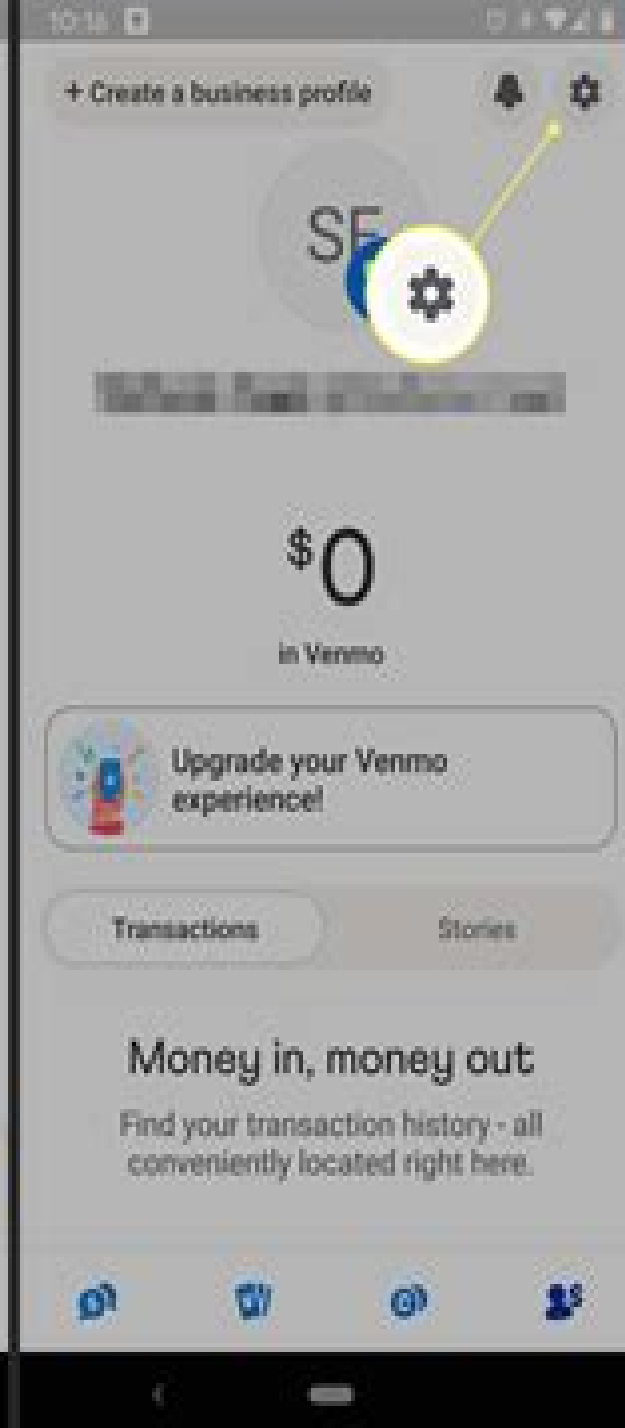 10:16
+ Create a business profile
SF
$0
in Venmo
Upgrade your Venmo
experience!
Transactions
Stories
Money in, money out
Find your transaction history - all
conveniently located right here.